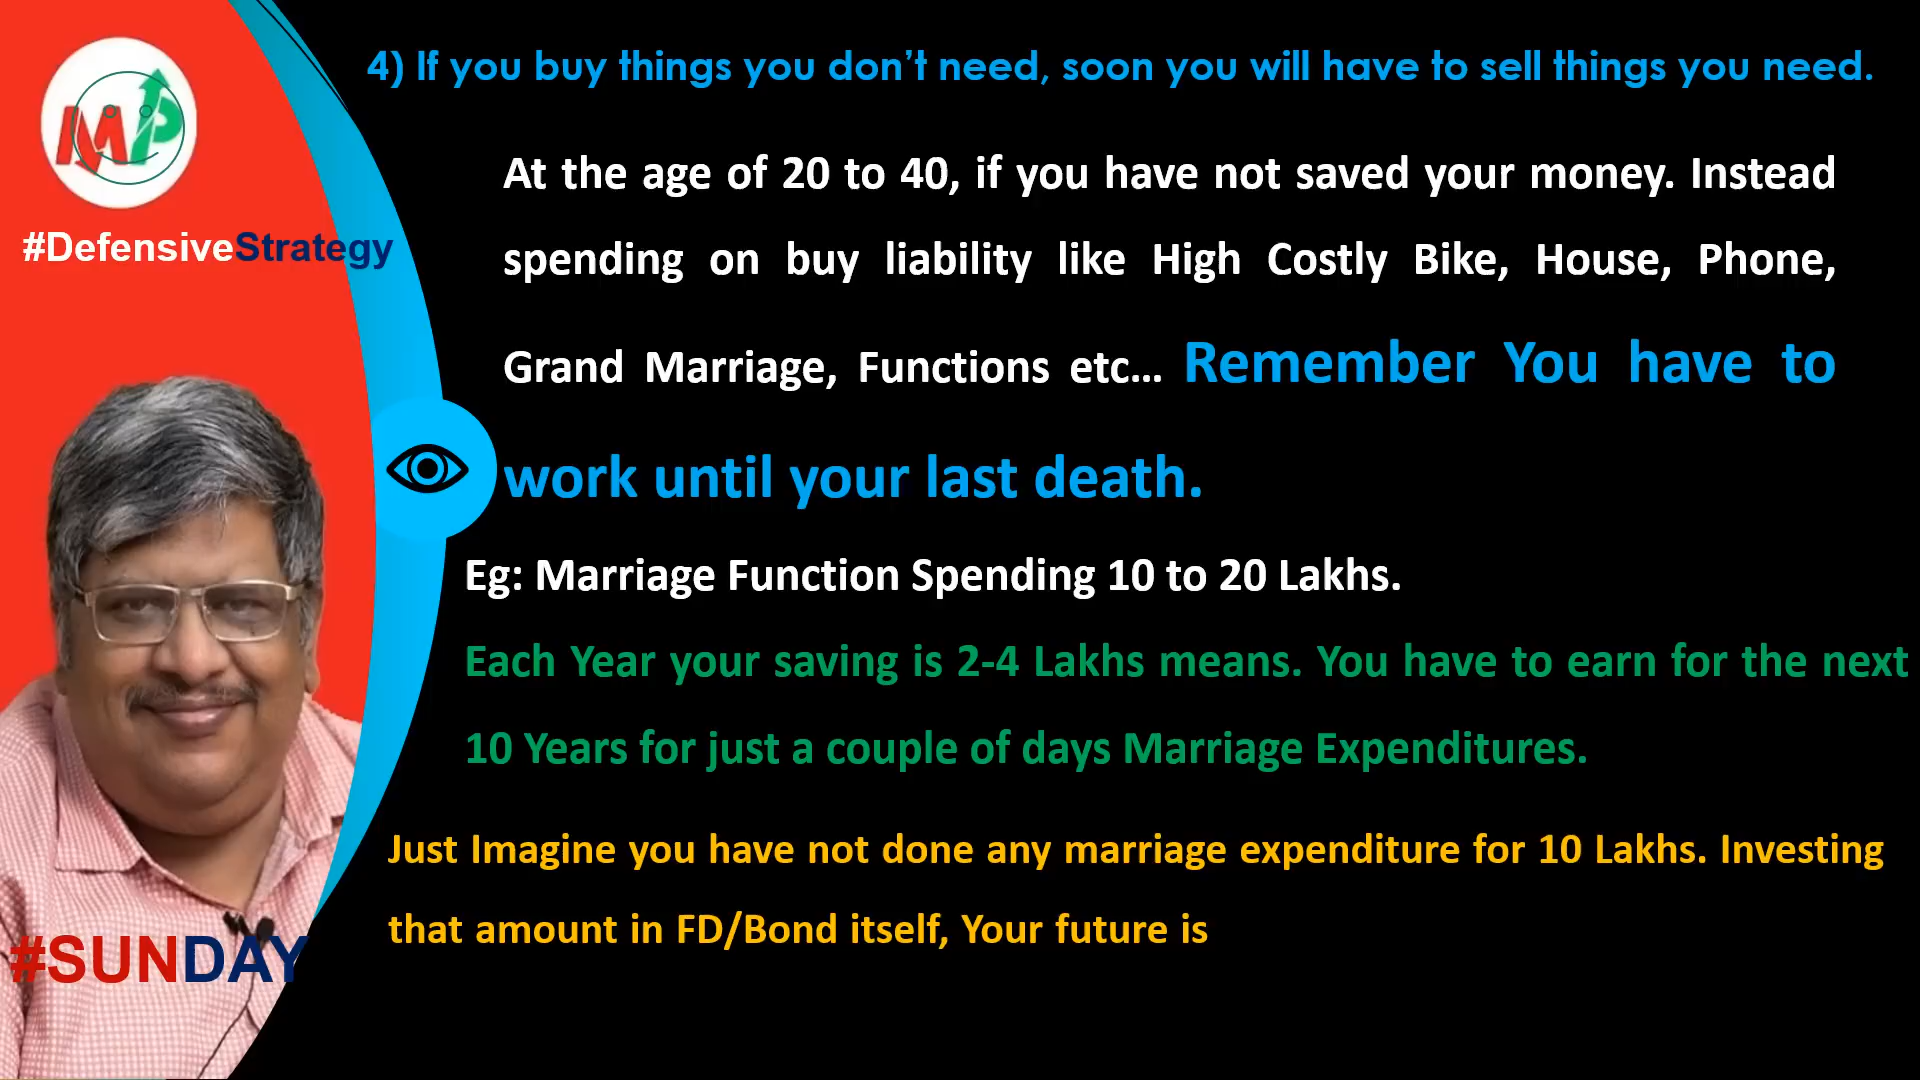 MP
#DefensiveStrategy
4) If you buy things you don’t need, soon you will have to sell things you need.
At the age of 20 to 40, if you have not saved your money. Instead
spending on buy liability like High Costly Bike, House, Phone,
Grand Marriage, Functions etc... Remember You have to
work until your last death.
Eg: Marriage Function Spending 10 to 20 Lakhs.
Each Year your saving is 2-4 Lakhs means. You have to earn for the next
10 Years for just a couple of days Marriage Expenditures.
Just Imagine you have not done any marriage expenditure for 10 Lakhs. Investing
that amount in FD/Bond itself, Your future is
#SUNDAY